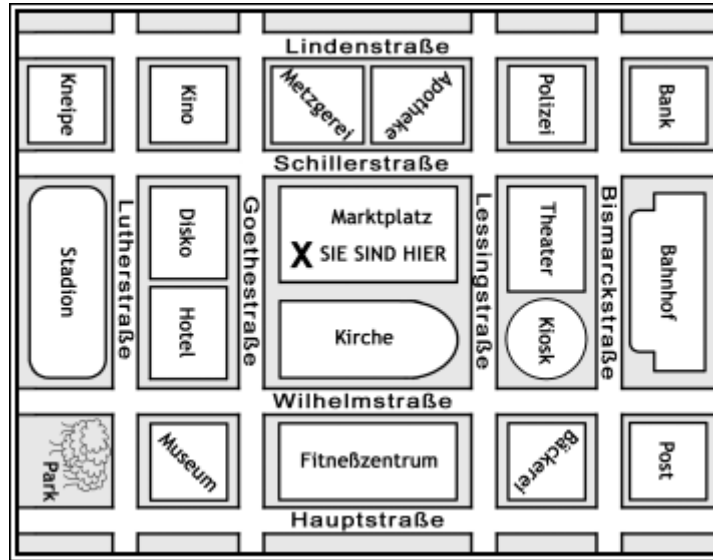 Lindenstraße
Kneipe
Kino
Metzgerei
Apotheke
Polizei
Bank
Schillerstraße
Stadion
Lutherstraße
Disko
Hotel
Goethestraße
Marktplatz
X SIE SIND HIER
Kirche
Lessingstraße
Theater
Kiosk
Bismarckstraße
Bahnhof
Wilhelmstraße
Park
Museum
Fitneßzentrum
Bäckerei
Post
Hauptstraße